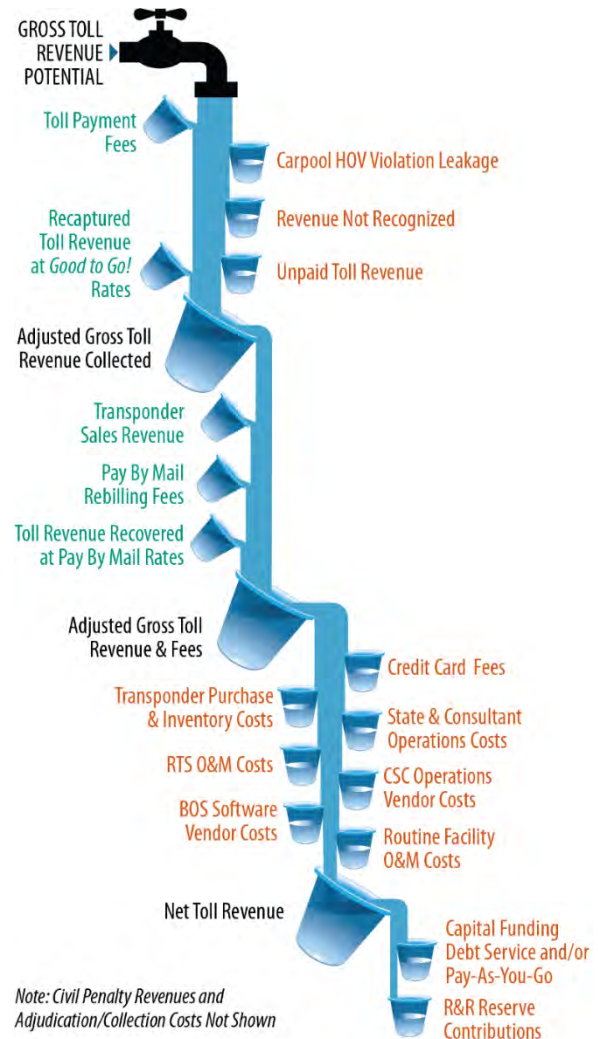 GROSS TOLL
REVENUE
POTENTIAL
Toll Payment
Fees
Carpool HOV Violation Leakage
Revenue Not Recognized
Recaptured
Toll Revenue
at Good to Go!
Rates
Unpaid Toll Revenue
Adjusted Gross Toll
Revenue Collected
Transponder
Sales Revenue
Pay By Mail
Rebilling Fees
Toll Revenue Recovered
at Pay By Mail Rates
Adjusted Gross Toll
Revenue & Fees
Credit Card Fees
Transponder Purchase
& Inventory Costs
State & Consultant
Operations Costs
RTS O&M Costs
CSC Operations
Vendor Costs
BOS Software
Vendor Costs
Routine Facility
O&M Costs
Net Toll Revenue
Capital Funding
Debt Service and/or
Pay-As-You-Go
R&R Reserve
Contributions
Note: Civil Penalty Revenues and
Adjudication/Collection Costs Not Shown